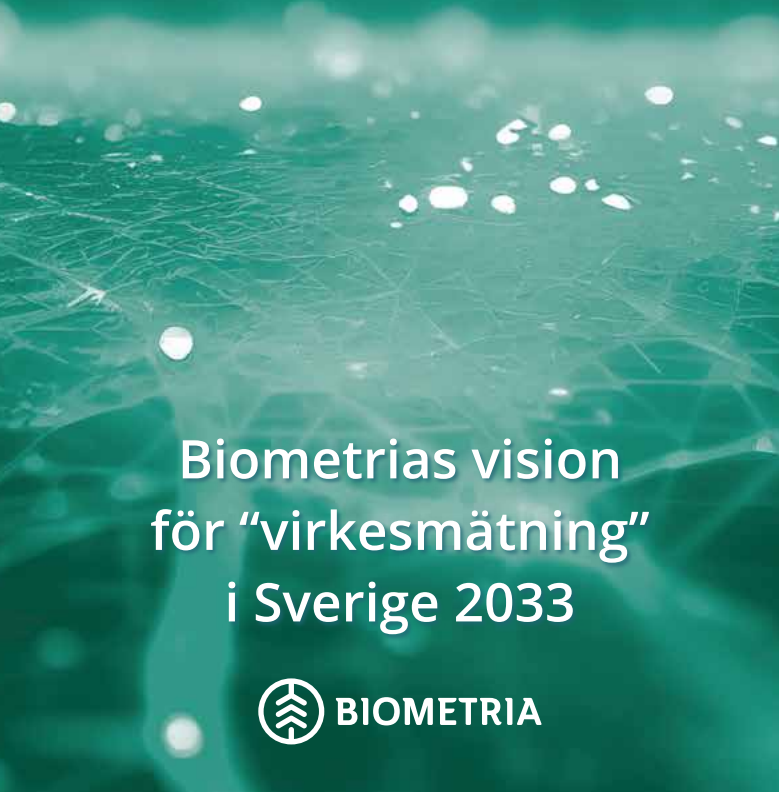 Biometrias vision
för “virkesmätning”
i Sverige 2033
BIOMETRIA